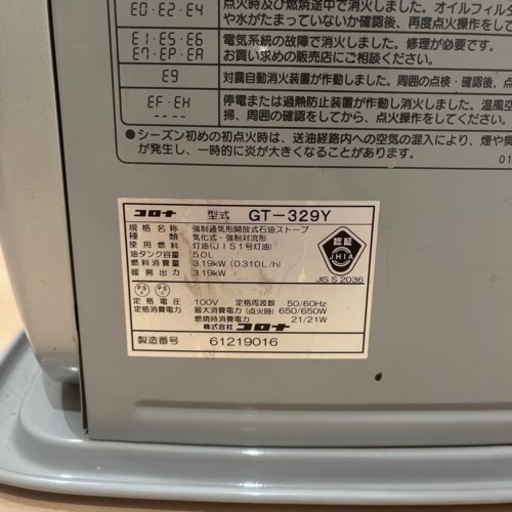 E0·E2·E4 点火時及び燃焼途中で消火しました。オイルフィルタ
や水がたまっていないか確認後、再度点火操作をして
E1·E5·E6 電気系統の故障で消火しました。修理が必要です。
E7·EP·EA お買い求めの販売店にご相談ください。
E9 対震自動消火装置が作動しました。周囲の点検・確認後、点
EF·EH 停電または過熱防止装置が作動し消火しました。温風空
掃、周囲の確認をしてから、点火操作をしてください。
●シーズン初めの初点火時は、送油経路内への空気の混入により、煙や臭
が発生し、一時的に炎が大きくなることがあります。
01
コロナ 型式 GT-329Y
規格名称 強制通気形開放式石油ストーブ
種類 気化式・強制対流形
使用燃料 灯油(JIS1号灯油)
油タンク容量 5.0L
燃料消費量 3.19kW (0.310L/h)
暖房出力 3.19kW
認証
JHIA
JIS S 2036
PS E PS C
定格電圧 100V 定格周波数 50/60Hz
定格消費電力 最大消費電力 (点火時) 650/650W
燃焼時消費電力 21/21W
株式会社 コロナ
製造番号 61219016